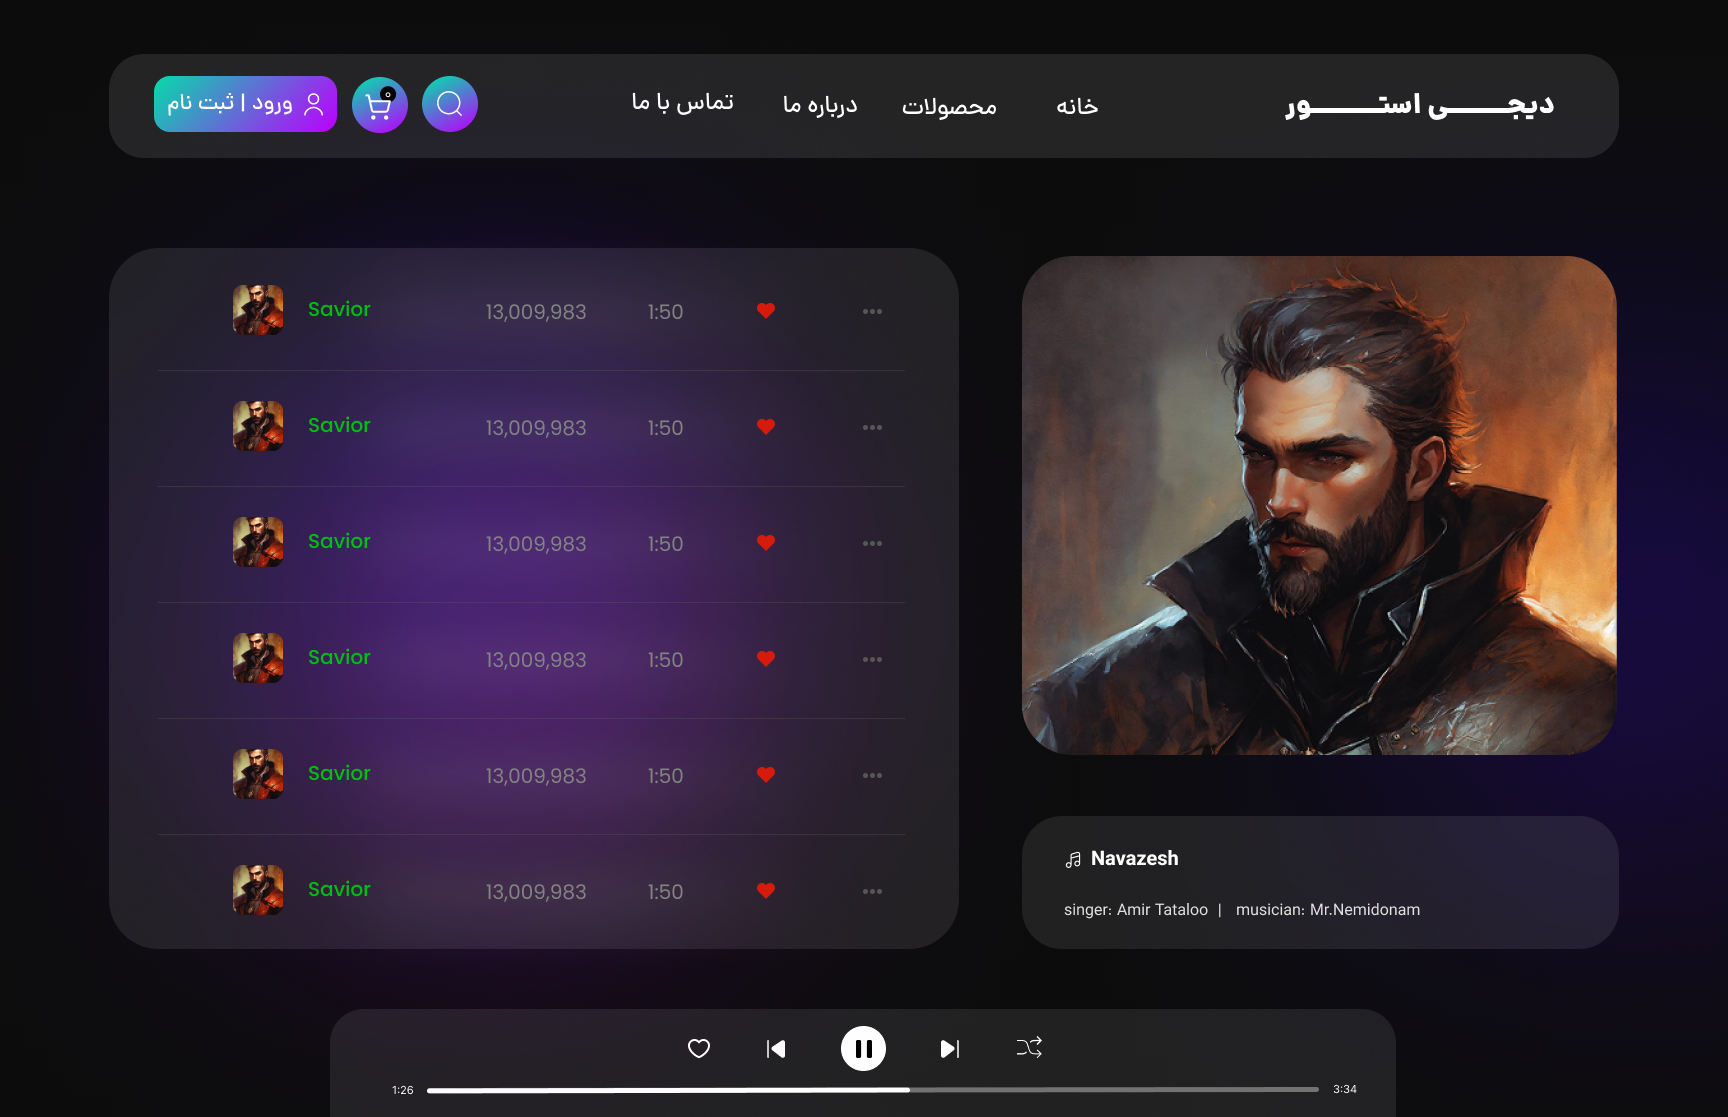 دیجـــی استـــور
خانه
محصولات
درباره ما
تماس با ما
0
ورود | ثبت نام
Savior 13,009,983 1:50
Savior 13,009,983 1:50
Savior 13,009,983 1:50
Savior 13,009,983 1:50
Savior 13,009,983 1:50
Savior 13,009,983 1:50
Navazesh
singer: Amir Tataloo | musician: Mr.Nemidonam
1:26
3:34